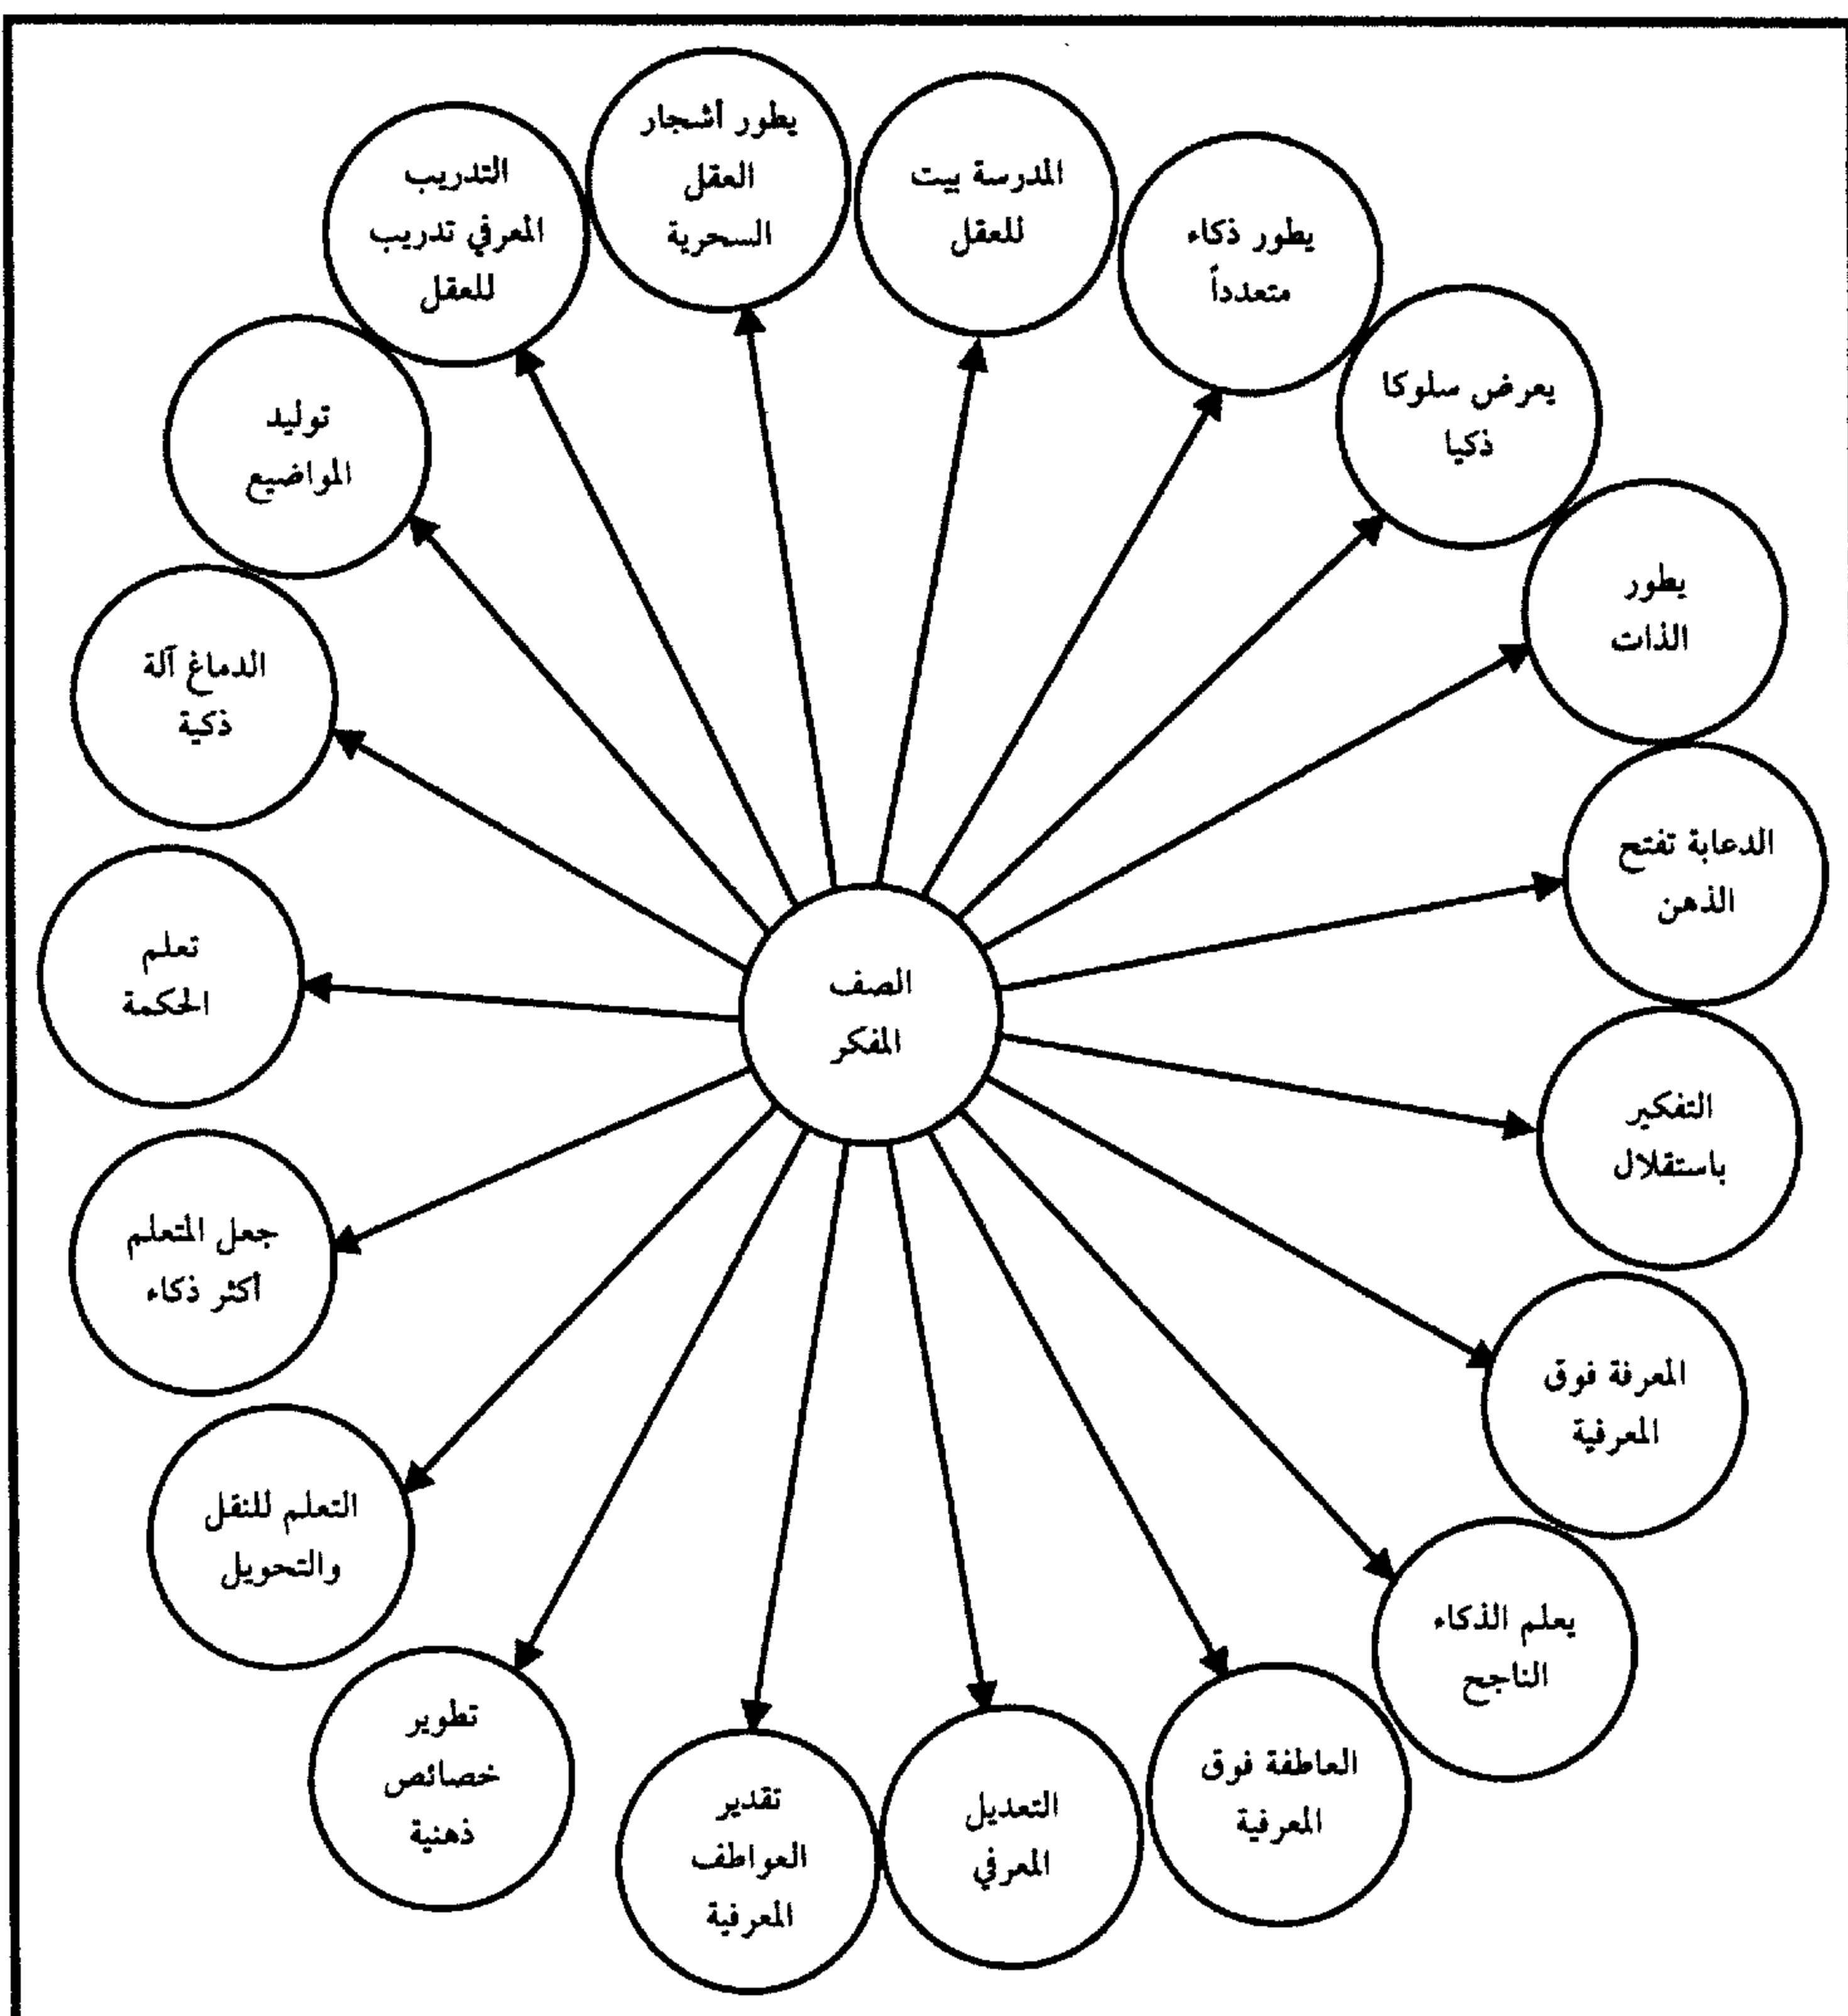 الصف
المفكر
المدرسة بيت
للعقل
يطور ذكاء
متعدداً
يعرض سلوكا
ذكيا
يطور
الذات
الدعابة تفتح
الذهن
التفكير
باستقلال
المعرفة فوق
المعرفية
يعلم الذكاء
الناجح
العاطفة فوق
المعرفية
التعديل
المعرفي
تقدير
العواطف
المعرفية
تطوير
خصائص
ذهنية
التعلم للنقل
والتحويل
جعل المتعلم
أكثر ذكاء
تعلم
الحكمة
الدماغ آلة
ذكية
توليد
المواضيع
التدريب
المعرفي تدريب
للعقل
يطور أشجار
العقل
السحرية